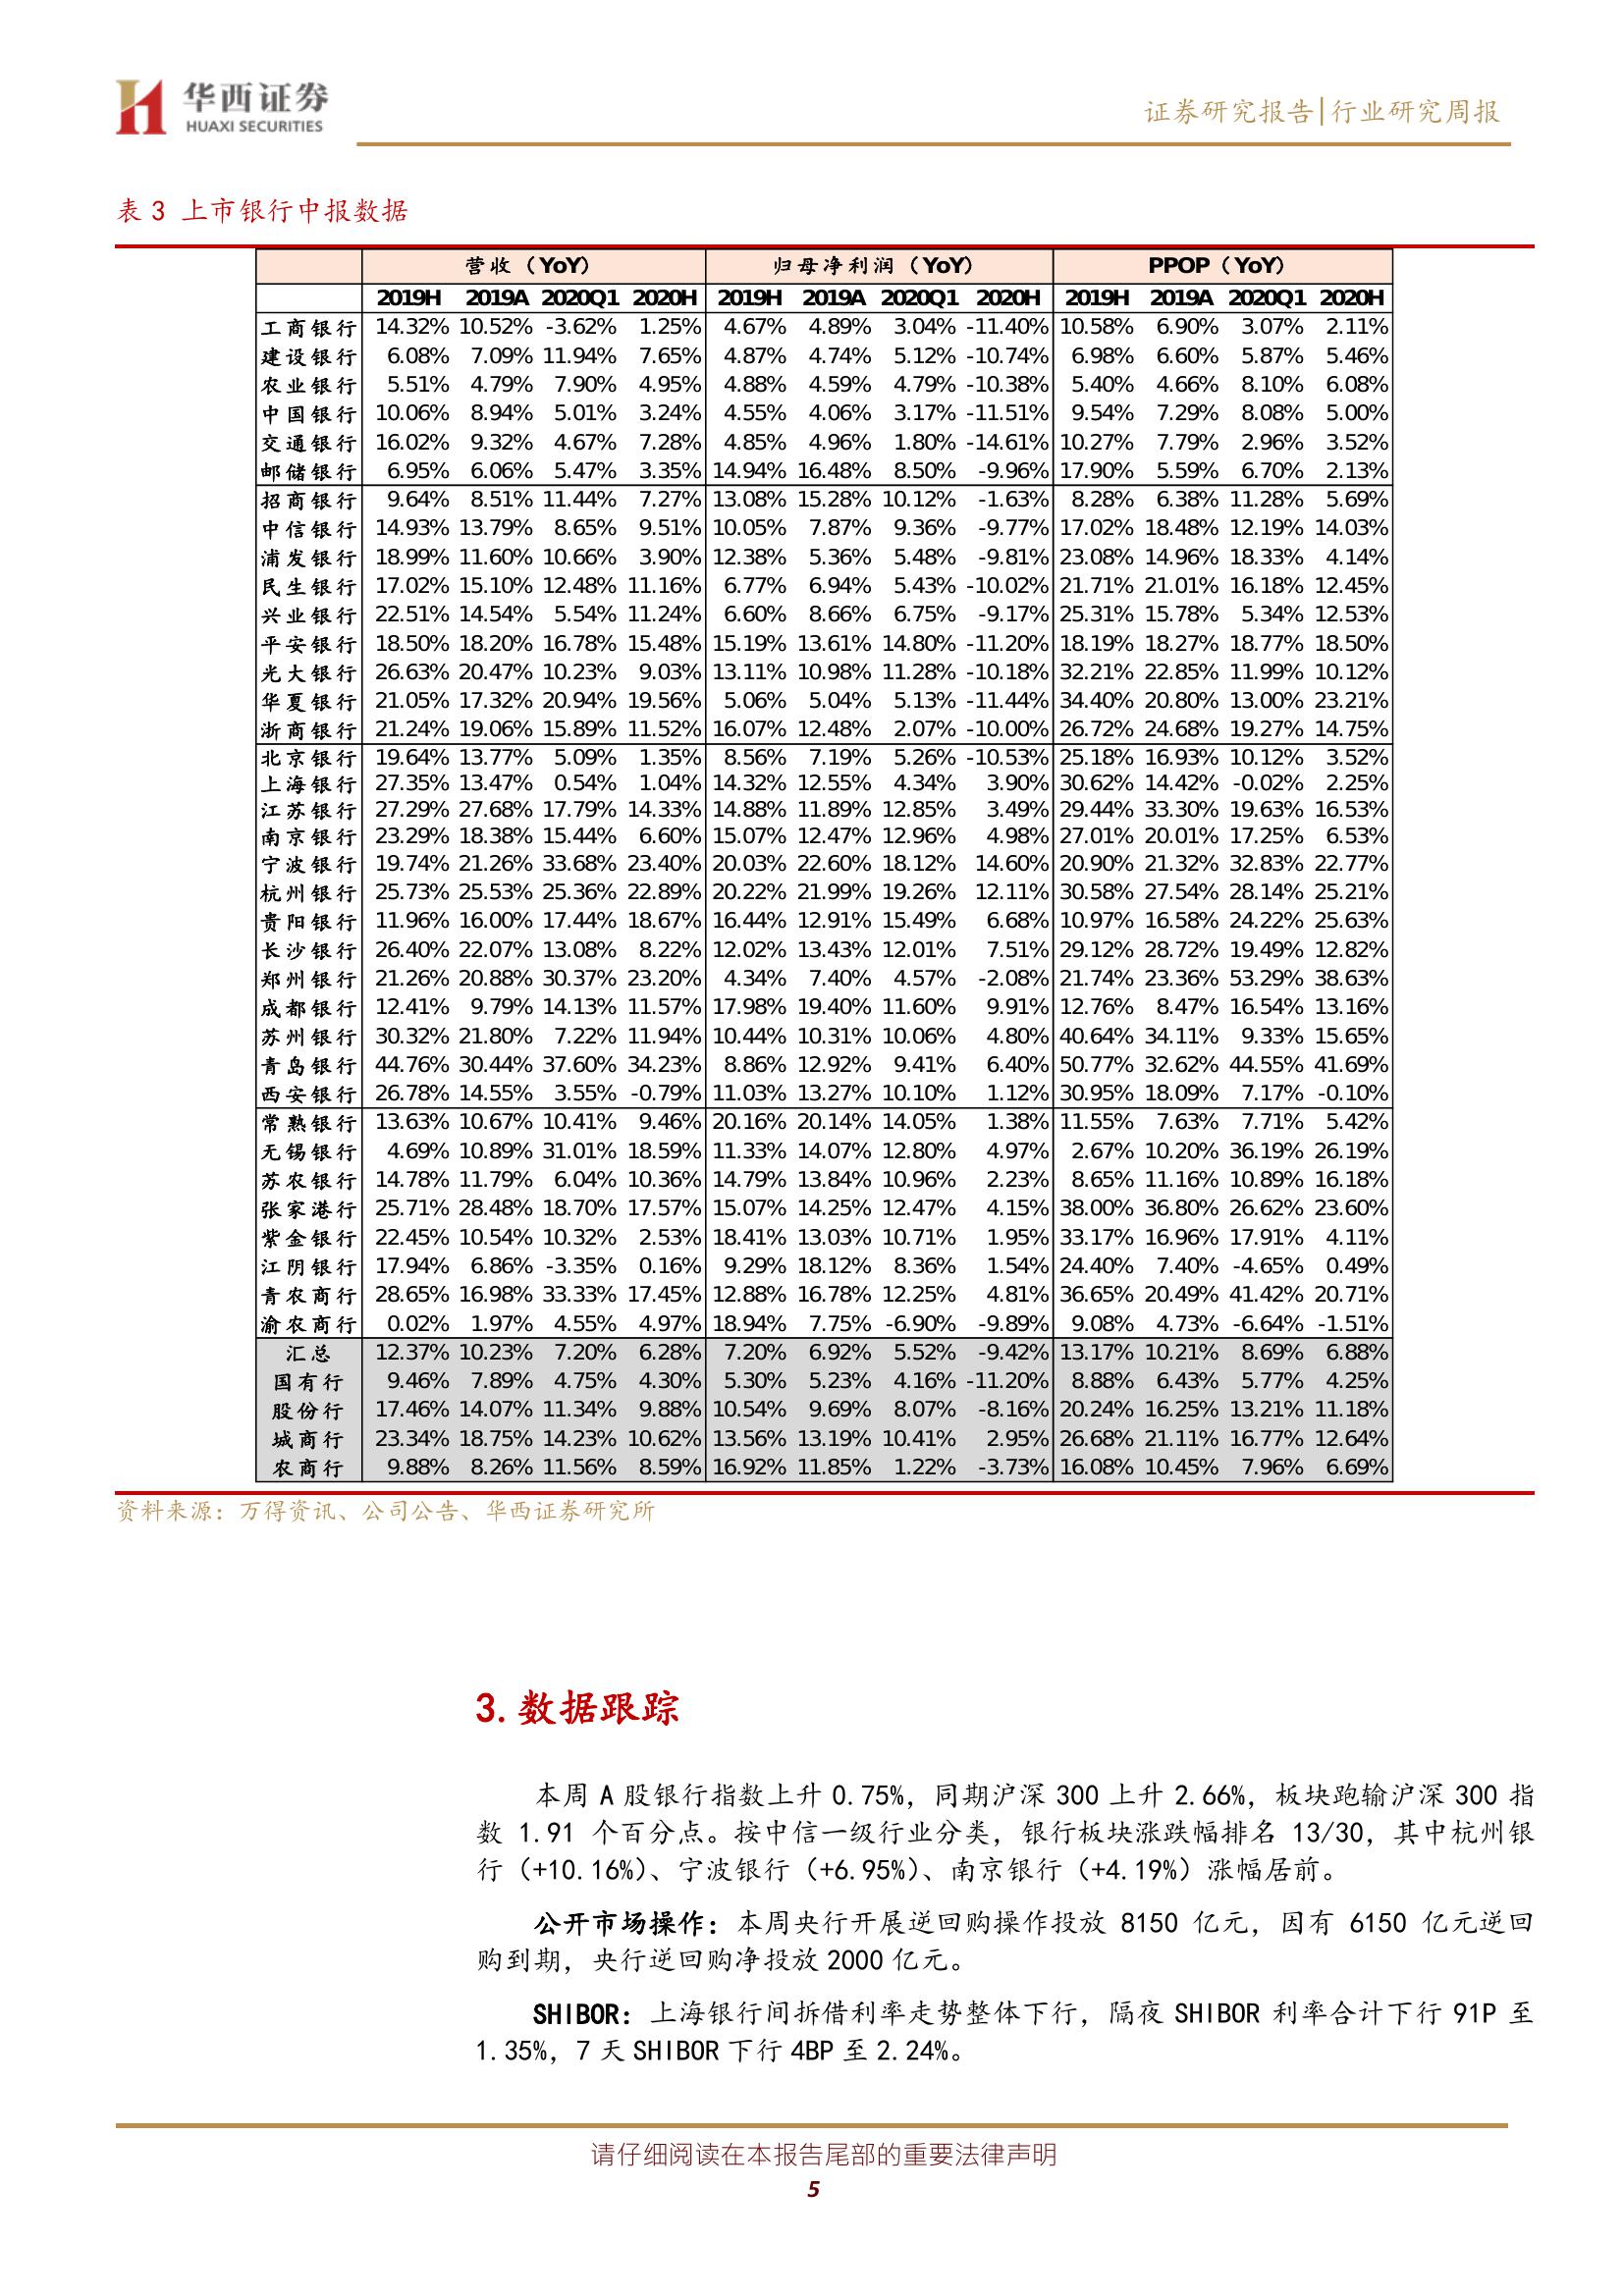 华西证券
HUAXI SECURITIES
证券研究报告|行业研究周报
表 3 上市银行中报数据
营收（YoY） 归母净利润（YoY） PPOP（YoY）
2019H 2019A 2020Q1 2020H 2019H 2019A 2020Q1 2020H 2019H 2019A 2020Q1 2020H
工商银行 14.32% 10.52% -3.62% 1.25% 4.67% 4.89% 3.04% -11.40% 10.58% 6.90% 3.07% 2.11%
建设银行 6.08% 7.09% 11.94% 7.65% 4.87% 4.74% 5.12% -10.74% 6.98% 6.60% 5.87% 5.46%
农业银行 5.51% 4.79% 7.90% 4.95% 4.88% 4.59% 4.79% -10.38% 5.40% 4.66% 8.10% 6.08%
中国银行 10.06% 8.94% 5.01% 3.24% 4.55% 4.06% 3.17% -11.51% 9.54% 7.29% 8.08% 5.00%
交通银行 16.02% 9.32% 4.67% 7.28% 4.85% 4.96% 1.80% -14.61% 10.27% 7.79% 2.96% 3.52%
邮储银行 6.95% 6.06% 5.47% 3.35% 14.94% 16.48% 8.50% -9.96% 17.90% 5.59% 6.70% 2.13%
招商银行 9.64% 8.51% 11.44% 7.27% 13.08% 15.28% 10.12% -1.63% 8.28% 6.38% 11.28% 5.69%
中信银行 14.93% 13.79% 8.65% 9.51% 10.05% 7.87% 9.36% -9.77% 17.02% 18.48% 12.19% 14.03%
浦发银行 18.99% 11.60% 10.66% 3.90% 12.38% 5.36% 5.48% -9.81% 23.08% 14.96% 18.33% 4.14%
民生银行 17.02% 15.10% 12.48% 11.16% 6.77% 6.94% 5.43% -10.02% 21.71% 21.01% 16.18% 12.45%
兴业银行 22.51% 14.54% 5.54% 11.24% 6.60% 8.66% 6.75% -9.17% 25.31% 15.78% 5.34% 12.53%
平安银行 18.50% 18.20% 16.78% 15.48% 15.19% 13.61% 14.80% -11.20% 18.19% 18.27% 18.77% 18.50%
光大银行 26.63% 20.47% 10.23% 9.03% 13.11% 10.98% 11.28% -10.18% 32.21% 22.85% 11.99% 10.12%
华夏银行 21.05% 17.32% 20.94% 19.56% 5.06% 5.04% 5.13% -11.44% 34.40% 20.80% 13.00% 23.21%
浙商银行 21.24% 19.06% 15.89% 11.52% 16.07% 12.48% 2.07% -10.00% 26.72% 24.68% 19.27% 14.75%
北京银行 19.64% 13.77% 5.09% 1.35% 8.56% 7.19% 5.26% -10.53% 25.18% 16.93% 10.12% 3.52%
上海银行 27.35% 13.47% 0.54% 1.04% 14.32% 12.55% 4.34% 3.90% 30.62% 14.42% -0.02% 2.25%
江苏银行 27.29% 27.68% 17.79% 14.33% 14.88% 11.89% 12.85% 3.49% 29.44% 33.30% 19.63% 16.53%
南京银行 23.29% 18.38% 15.44% 6.60% 15.07% 12.47% 12.96% 4.98% 27.01% 20.01% 17.25% 6.53%
宁波银行 19.74% 21.26% 33.68% 23.40% 20.03% 22.60% 18.12% 14.60% 20.90% 21.32% 32.83% 22.77%
杭州银行 25.73% 25.53% 25.36% 22.89% 20.22% 21.99% 19.26% 12.11% 30.58% 27.54% 28.14% 25.21%
贵阳银行 11.96% 16.00% 17.44% 18.67% 16.44% 12.91% 15.49% 6.68% 10.97% 16.58% 24.22% 25.63%
长沙银行 26.40% 22.07% 13.08% 8.22% 12.02% 13.43% 12.01% 7.51% 29.12% 28.72% 19.49% 12.82%
郑州银行 21.26% 20.88% 30.37% 23.20% 4.34% 7.40% 4.57% -2.08% 21.74% 23.36% 53.29% 38.63%
成都银行 12.41% 9.79% 14.13% 11.57% 17.98% 19.40% 11.60% 9.91% 12.76% 8.47% 16.54% 13.16%
苏州银行 30.32% 21.80% 7.22% 11.94% 10.44% 10.31% 10.06% 4.80% 40.64% 34.11% 9.33% 15.65%
青岛银行 44.76% 30.44% 37.60% 34.23% 8.86% 12.92% 9.41% 6.40% 50.77% 32.62% 44.55% 41.69%
西安银行 26.78% 14.55% 3.55% -0.79% 11.03% 13.27% 10.10% 1.12% 30.95% 18.09% 7.17% -0.10%
常熟银行 13.63% 10.67% 10.41% 9.46% 20.16% 20.14% 14.05% 1.38% 11.55% 7.63% 7.71% 5.42%
无锡银行 4.69% 10.89% 31.01% 18.59% 11.33% 14.07% 12.80% 4.97% 2.67% 10.20% 36.19% 26.19%
苏农银行 14.78% 11.79% 6.04% 10.36% 14.79% 13.84% 10.96% 2.23% 8.65% 11.16% 10.89% 16.18%
张家港行 25.71% 28.48% 18.70% 17.57% 15.07% 14.25% 12.47% 4.15% 38.00% 36.80% 26.62% 23.60%
紫金银行 22.45% 10.54% 10.32% 2.53% 18.41% 13.03% 10.71% 1.95% 33.17% 16.96% 17.91% 4.11%
江阴银行 17.94% 6.86% -3.35% 0.16% 9.29% 18.12% 8.36% 1.54% 24.40% 7.40% -4.65% 0.49%
青农商行 28.65% 16.98% 33.33% 17.45% 12.88% 16.78% 12.25% 4.81% 36.65% 20.49% 41.42% 20.71%
渝农商行 0.02% 1.97% 4.55% 4.97% 18.94% 7.75% -6.90% -9.89% 9.08% 4.73% -6.64% -1.51%
汇总 12.37% 10.23% 7.20% 6.28% 7.20% 6.92% 5.52% -9.42% 13.17% 10.21% 8.69% 6.88%
国有行 9.46% 7.89% 4.75% 4.30% 5.30% 5.23% 4.16% -11.20% 8.88% 6.43% 5.77% 4.25%
股份行 17.46% 14.07% 11.34% 9.88% 10.54% 9.69% 8.07% -8.16% 20.24% 16.25% 13.21% 11.18%
城商行 23.34% 18.75% 14.23% 10.62% 13.56% 13.19% 10.41% 2.95% 26.68% 21.11% 16.77% 12.64%
农商行 9.88% 8.26% 11.56% 8.59% 16.92% 11.85% 1.22% -3.73% 16.08% 10.45% 7.96% 6.69%
资料来源：万得资讯、公司公告、华西证券研究所
3.数据跟踪
本周 A 股银行指数上升 0.75%，同期沪深 300 上升 2.66%，板块跑输沪深 300 指
数 1.91 个百分点。按中信一级行业分类，银行板块涨跌幅排名 13/30，其中杭州银
行（+10.16%）、宁波银行（+6.95%）、南京银行（+4.19%）涨幅居前。
公开市场操作：本周央行开展逆回购操作投放 8150 亿元，因有 6150 亿元逆回
购到期，央行逆回购净投放 2000 亿元。
SHIBOR：上海银行间拆借利率走势整体下行，隔夜 SHIBOR 利率合计下行 91P 至
1.35%，7 天 SHIBOR 下行 4BP 至 2.24%。
请仔细阅读在本报告尾部的重要法律声明
5